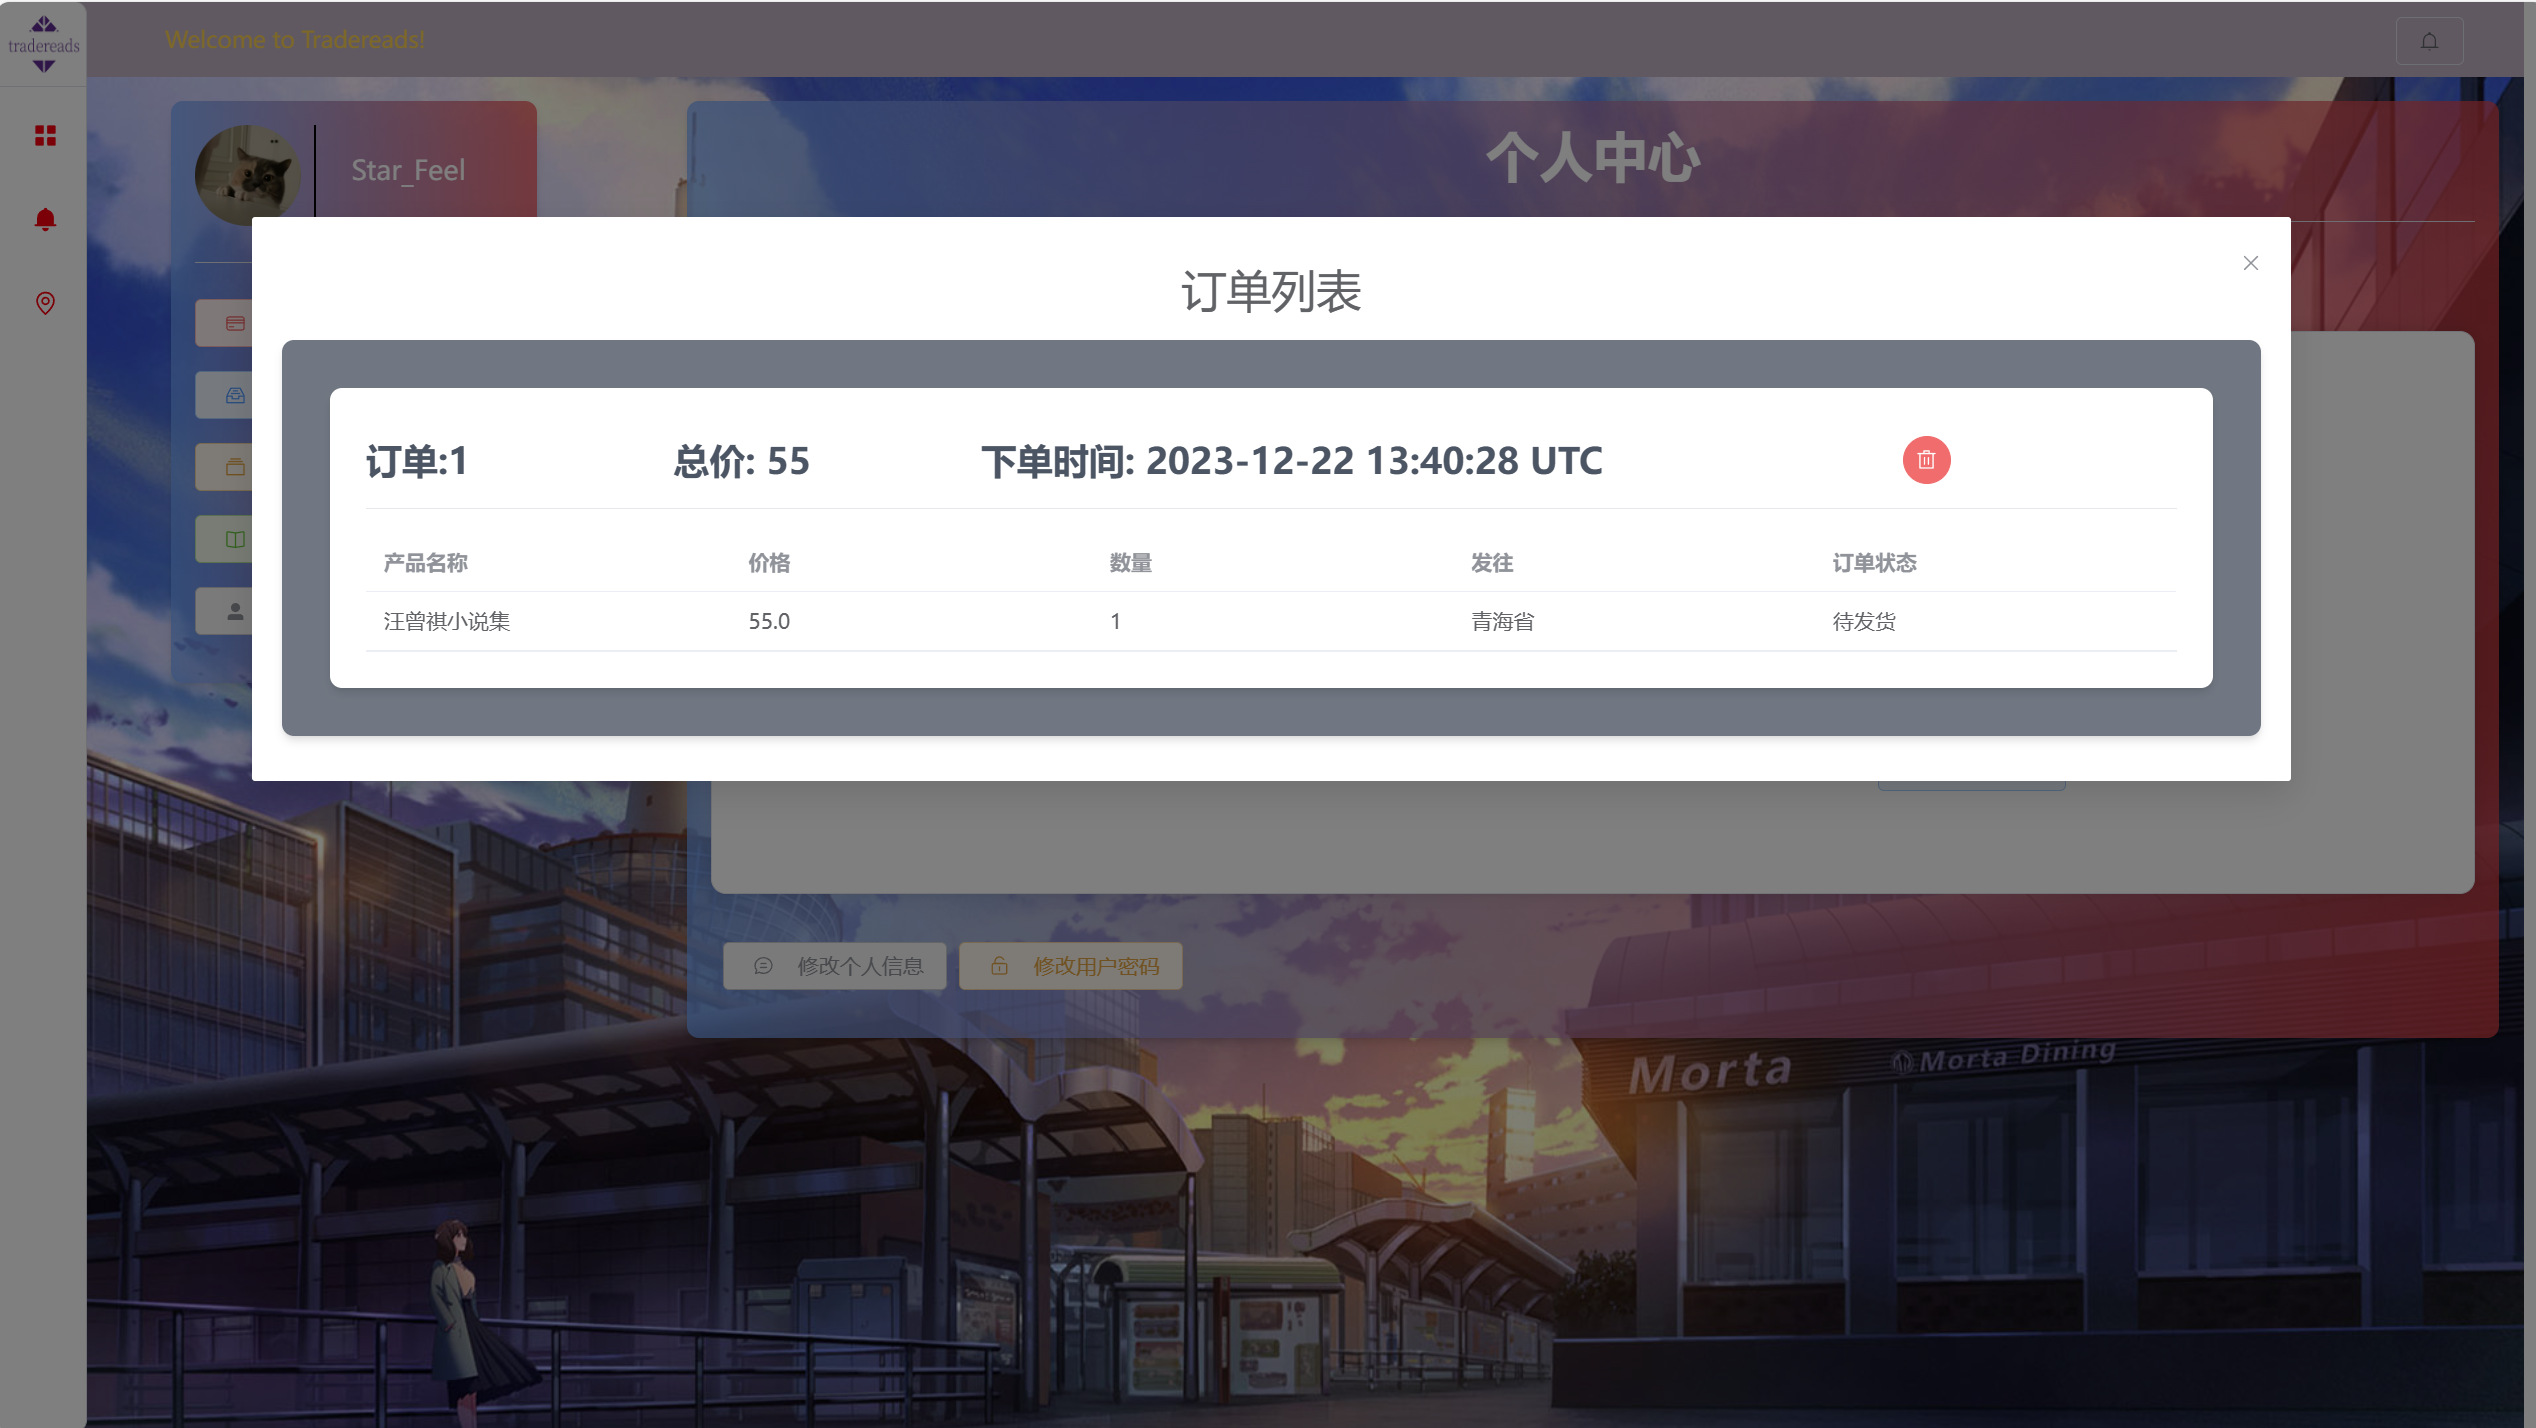 tradereads
Welcome to Tradereads!
Star_Feel
个人中心
订单列表
订单:1 总价: 55 下单时间: 2023-12-22 13:40:28 UTC
产品名称 价格 数量 发往 订单状态
汪曾祺小说集 55.0 1 青海省 待发货
修改个人信息 修改用户密码
Morta Morta Dining